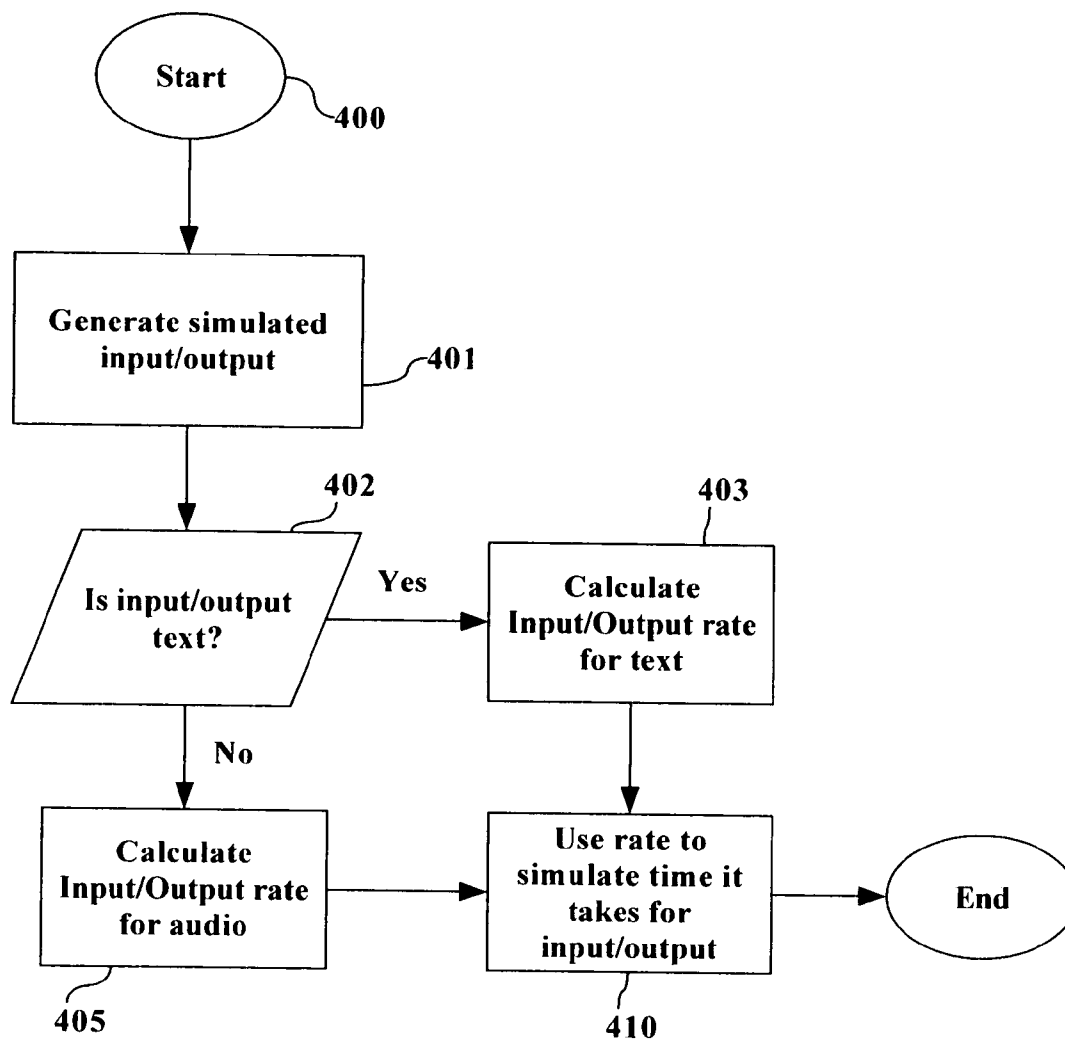 Start
400
Generate simulated
input/output
401
402
Is input/output
text?
Yes
403
Calculate
Input/Output rate
for text
No
Calculate
Input/Output rate
for audio
405
Use rate to
simulate time it
takes for
input/output
410
End